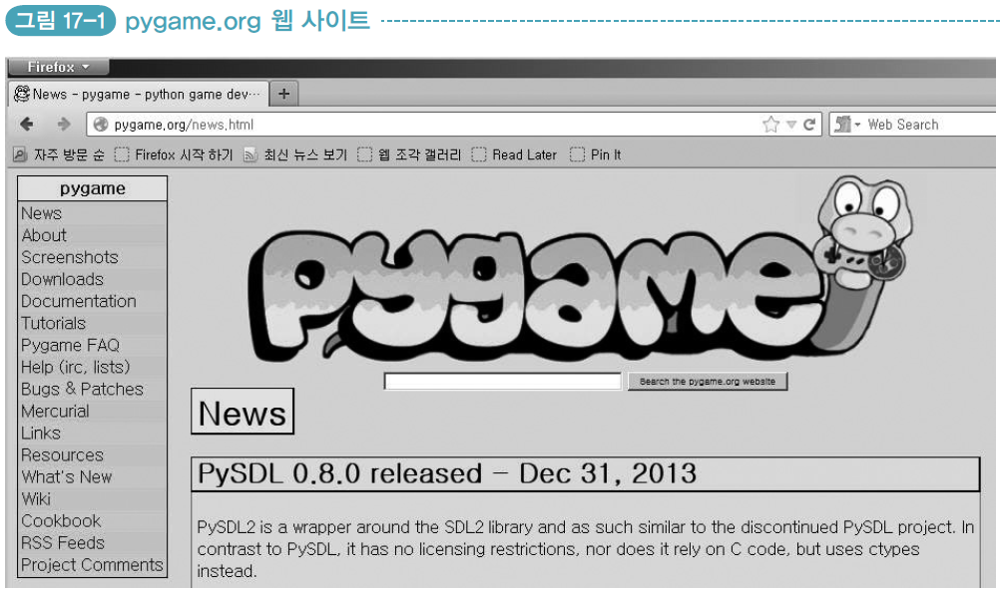 그림 17-1 pygame.org 웹 사이트
Firefox
News - pygame - python game dev…
pygame.org/news.html
Web Search
자주 방문 순 Firefox 시작 하기 최신 뉴스 보기 웹 조각 갤러리 Read Later Pin It
pygame
News
About
Screenshots
Downloads
Documentation
Tutorials
Pygame FAQ
Help (irc, lists)
Bugs & Patches
Mercurial
Links
Resources
What's New
Wiki
Cookbook
RSS Feeds
Project Comments
pygame
Search the pygame.org website
News
PySDL 0.8.0 released - Dec 31, 2013
PySDL2 is a wrapper around the SDL2 library and as such similar to the discontinued PySDL project. In
contrast to PySDL, it has no licensing restrictions, nor does it rely on C code, but uses ctypes
instead.